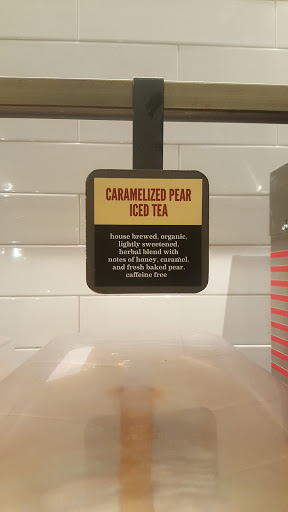 CARAMELIZED PEAR
ICED TEA
house brewed, organic,
lightly sweetened,
herbal blend with
notes of honey, caramel,
and fresh baked pear.
caffeine free